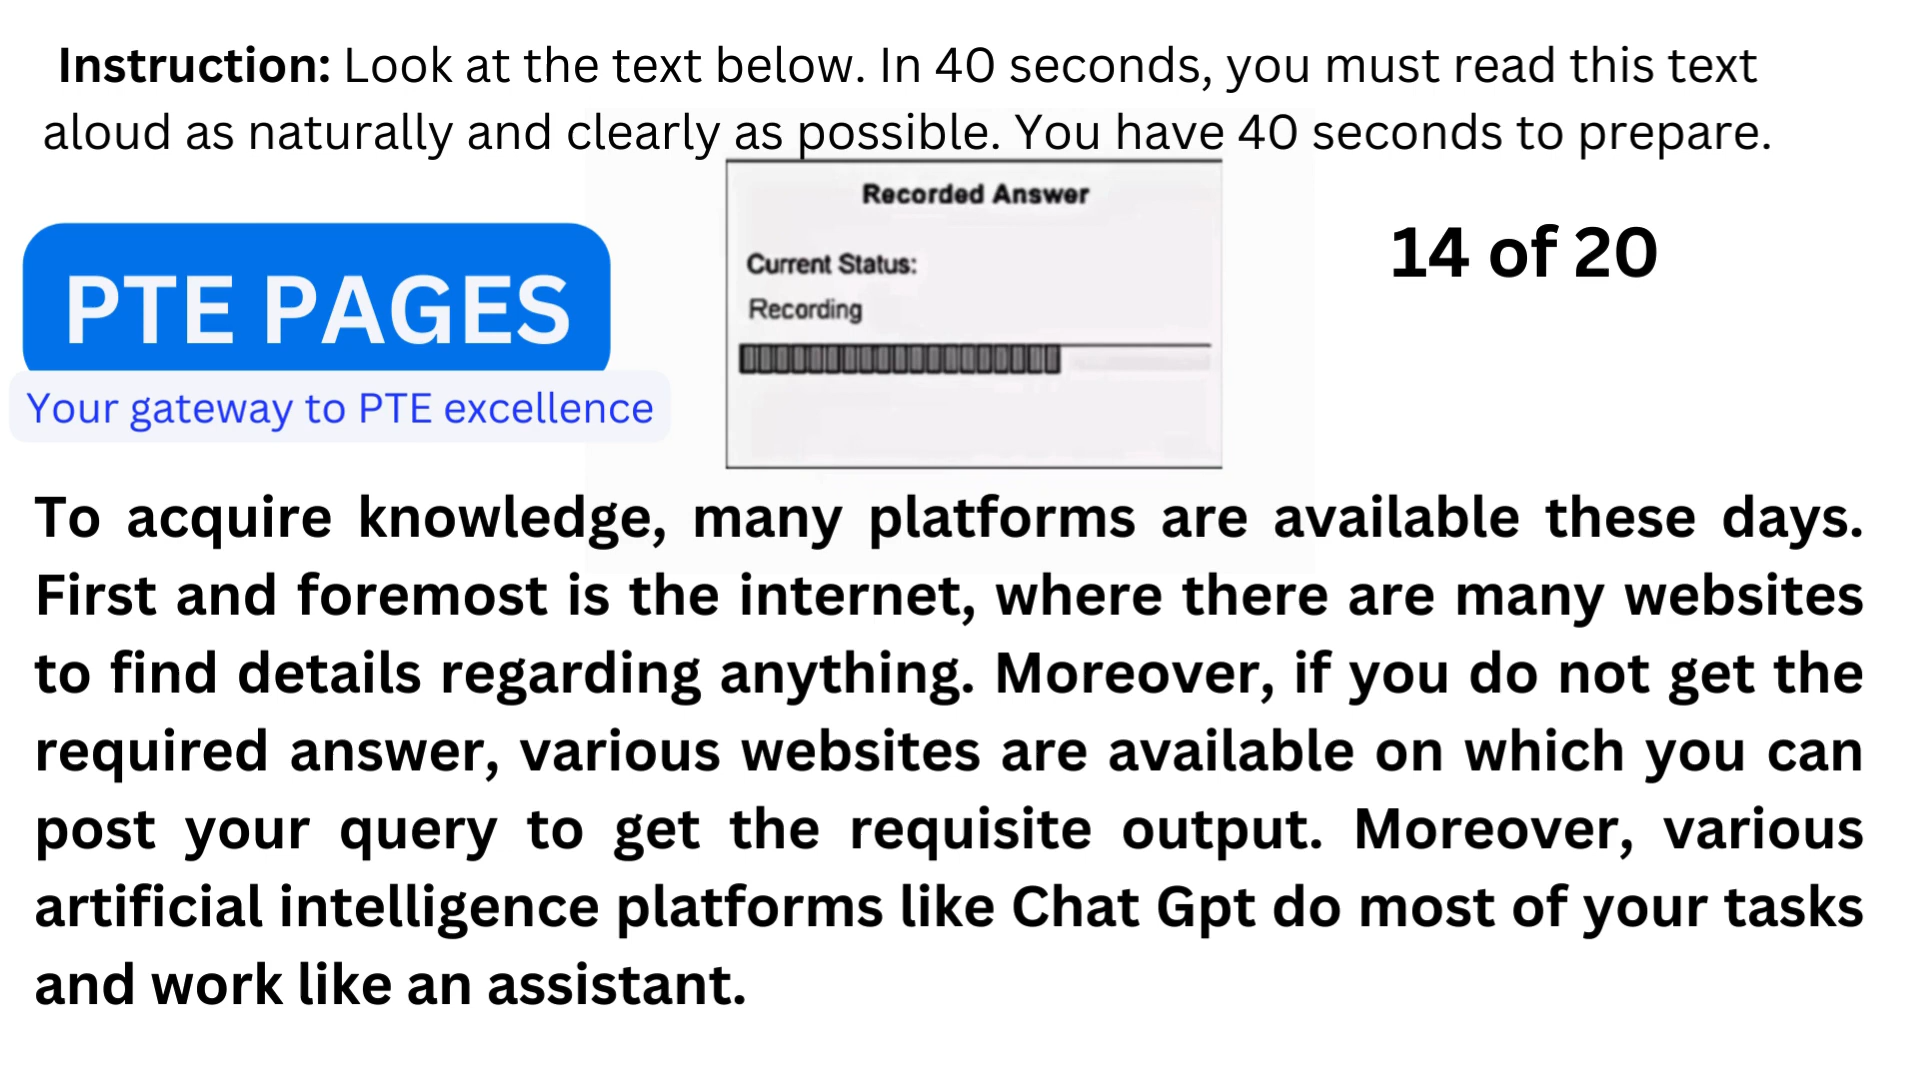 Instruction: Look at the text below. In 40 seconds, you must read this text
aloud as naturally and clearly as possible. You have 40 seconds to prepare.
Recorded Answer
Current Status:
Recording
14 of 20
PTE PAGES
Your gateway to PTE excellence
To acquire knowledge, many platforms are available these days.
First and foremost is the internet, where there are many websites
to find details regarding anything. Moreover, if you do not get the
required answer, various websites are available on which you can
post your query to get the requisite output. Moreover, various
artificial intelligence platforms like Chat Gpt do most of your tasks
and work like an assistant.